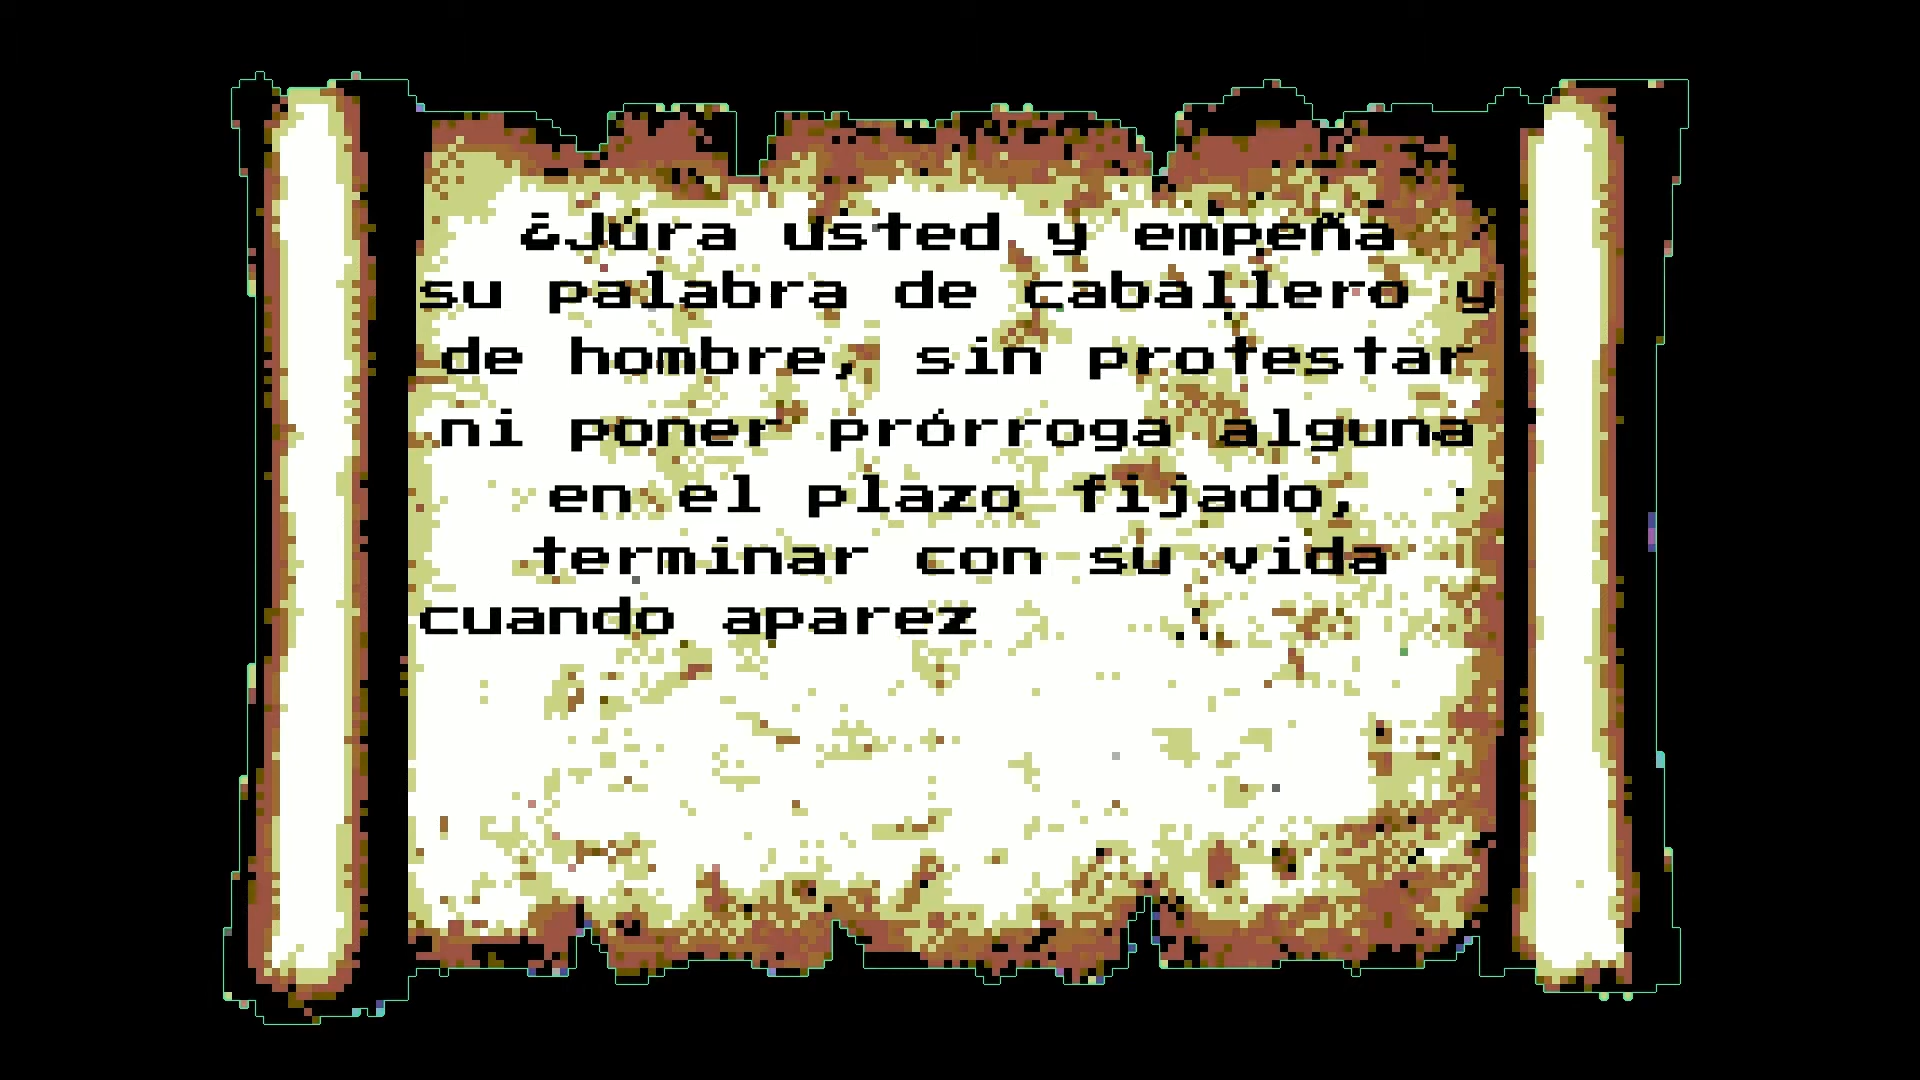 ¿Jura usted y empeña
su palabra de caballero y
de hombre, sin protestar
ni poner prórroga alguna
en el plazo fijado,
terminar con su vida
cuando aparez